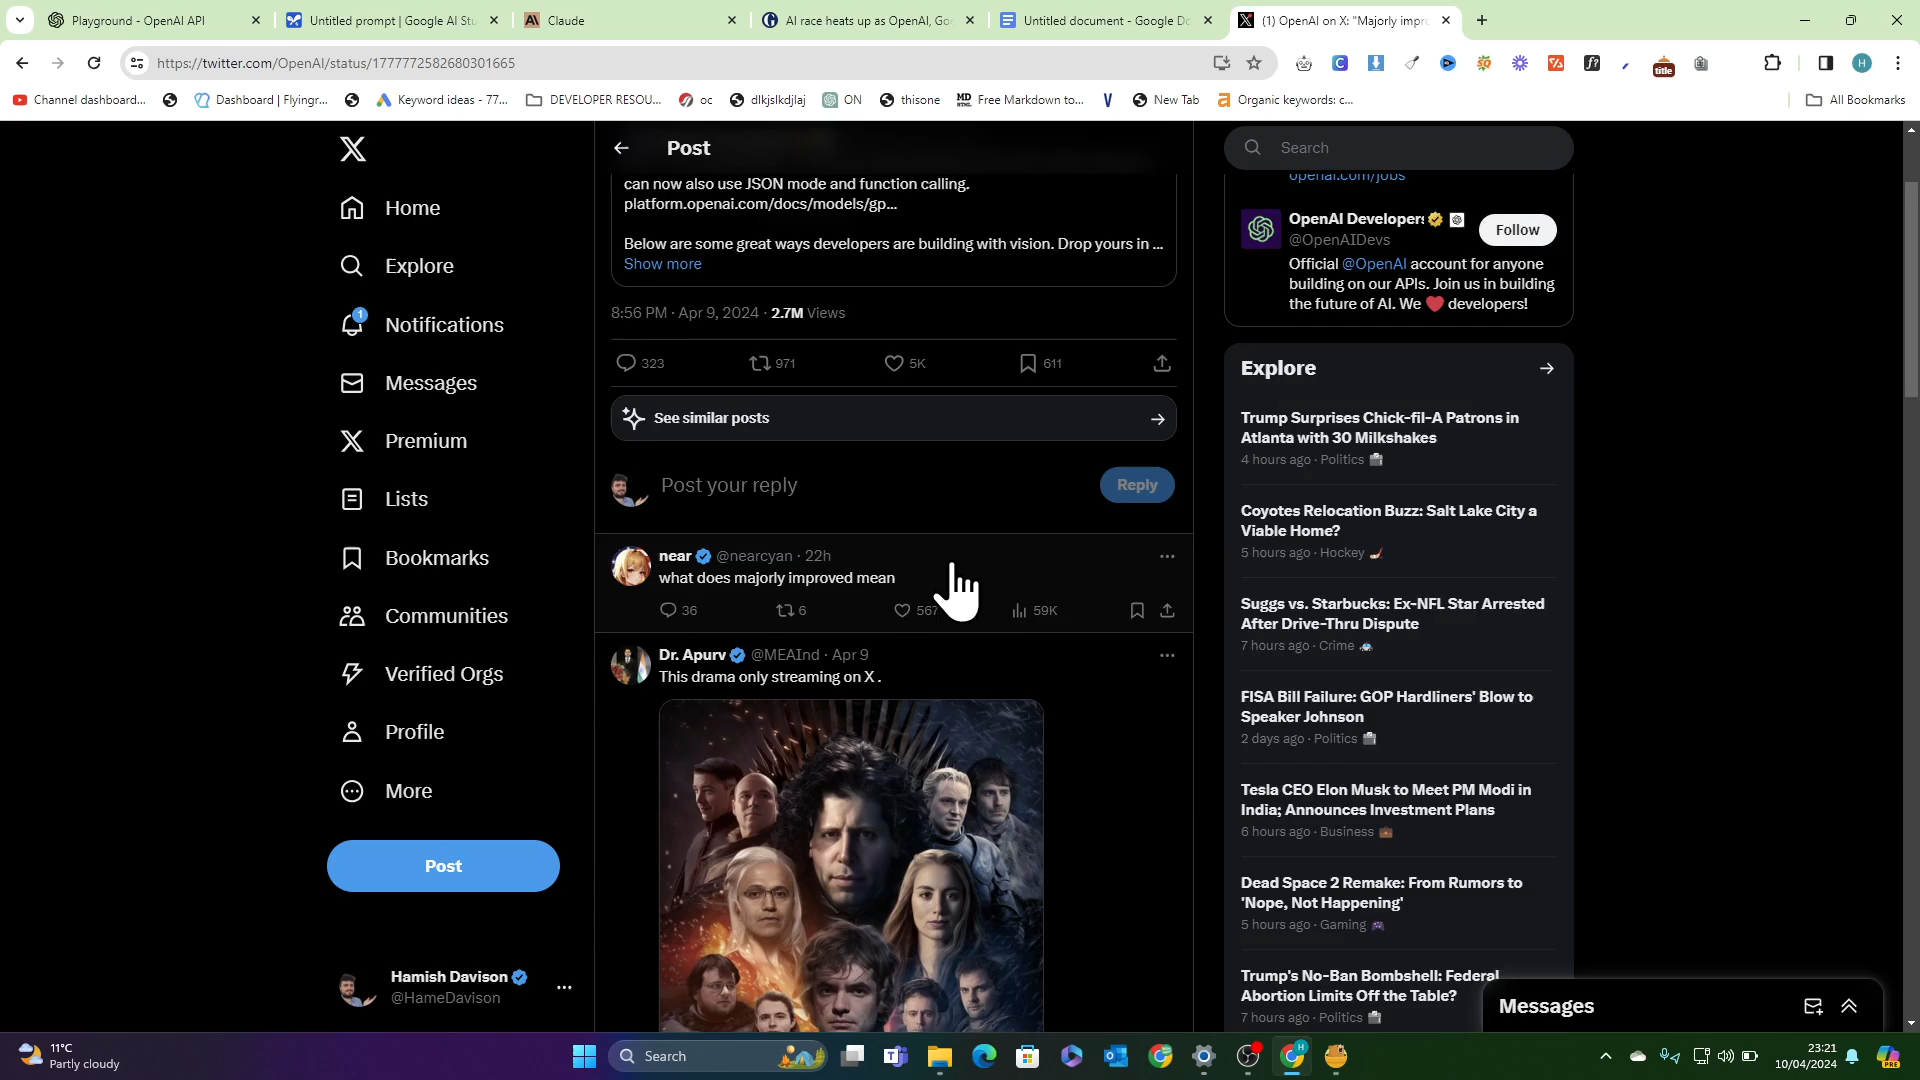 Playground - OpenAI API
Untitled prompt | Google AI Stu
Claude
AI race heats up as OpenAI, Goo
Untitled document - Google Do
(1) OpenAI on X: "Majorly impro
https://twitter.com/OpenAI/status/1777772582680301665
Channel dashboard...
Dashboard | Flyingr...
Keyword ideas - 77...
DEVELOPER RESOU...
oc
dlkjslkdjlaj
ON
thisone
Free Markdown to...
New Tab
Organic keywords: c...
All Bookmarks
Home
Explore
Notifications
1
Messages
Premium
Lists
Bookmarks
Communities
Verified Orgs
Profile
More
Post
Hamish Davison
@HameDavison
Post
can now also use JSON mode and function calling.
platform.openai.com/docs/models/gp...
Below are some great ways developers are building with vision. Drop yours in ...
Show more
8:56 PM · Apr 9, 2024 · 2.7M Views
323 971 5K 611
See similar posts
Post your reply
Reply
near @nearcyan · 22h
what does majorly improved mean
36 6 567 59K
Dr. Apurv @MEAInd · Apr 9
This drama only streaming on X .
Search
openai.com/jobs
OpenAI Developers
@OpenAIDevs
Follow
Official @OpenAI account for anyone
building on our APIs. Join us in building
the future of AI. We ❤️ developers!
Explore
Trump Surprises Chick-fil-A Patrons in
Atlanta with 30 Milkshakes
4 hours ago · Politics
Coyotes Relocation Buzz: Salt Lake City a
Viable Home?
5 hours ago · Hockey
Suggs vs. Starbucks: Ex-NFL Star Arrested
After Drive-Thru Dispute
7 hours ago · Crime
FISA Bill Failure: GOP Hardliners' Blow to
Speaker Johnson
2 days ago · Politics
Tesla CEO Elon Musk to Meet PM Modi in
India; Announces Investment Plans
6 hours ago · Business
Dead Space 2 Remake: From Rumors to
'Nope, Not Happening'
5 hours ago · Gaming
Trump's No-Ban Bombshell: Federal
Abortion Limits Off the Table?
7 hours ago · Politics
Messages
11°C
Partly cloudy
Search
23:21
10/04/2024